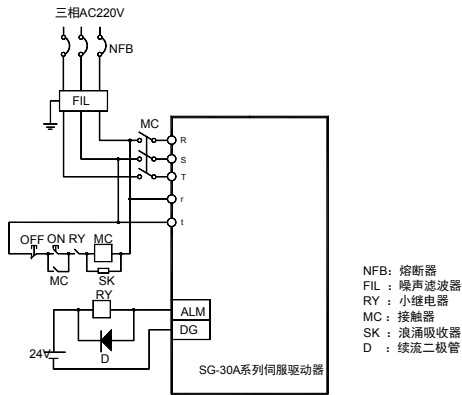 三相AC220V
NFB
FIL
MC
R
S
T
r
t
OFF ON RY MC
MC SK
RY
ALM
DG
24V
D
SG-30A系列伺服驱动器
NFB：熔断器
FIL ：噪声滤波器
RY ：小继电器
MC：接触器
SK ：浪涌吸收器
D ：续流二极管